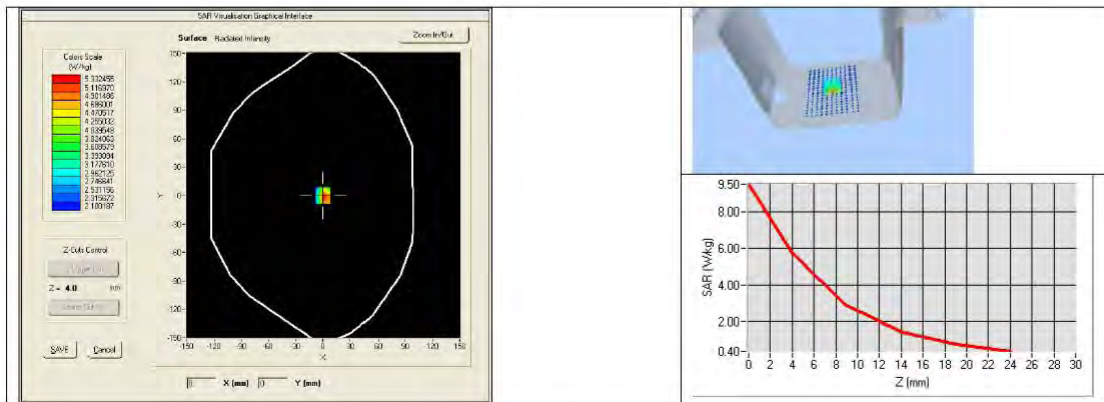 SAR Visualisation Graphical Interface
Surface Radiated Intensity
Zoom In/Out
Colors Scale
(W/kg)
5.332455
5.116970
4.901486
4.686001
4.470517
4.255032
4.039548
3.824063
3.608579
3.393094
3.177610
2.962125
2.746641
2.531156
2.315672
2.100187
150-
120-
90-
60-
30-
0-
-30-
-60-
-90-
-120-
-150-
Y
-150 -120 -90 -60 -30 0 30 60 90 120 150
X
Z-Cuts Control
Z = 4.0 mm
SAVE Cancel
0 X (mm) 0 Y (mm)
SAR (W/kg)
9.50
8.00
6.00
4.00
2.00
0.40
0 2 4 6 8 10 12 14 16 18 20 22 24 26 28 30
Z (mm)